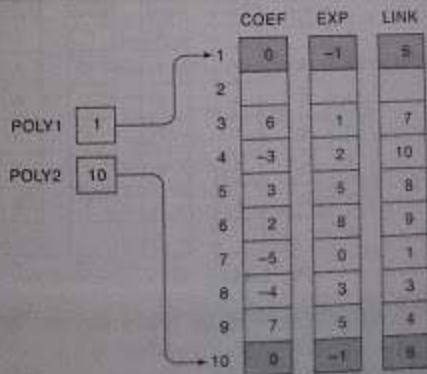 COEF EXP LINK
1 0 -1 5
2
POLY1 1 3 6 1 7
4 -3 2 10
POLY2 10 5 3 5 8
6 2 8 9
7 -5 0 1
8 -4 3 3
9 7 5 4
10 0 -1 6